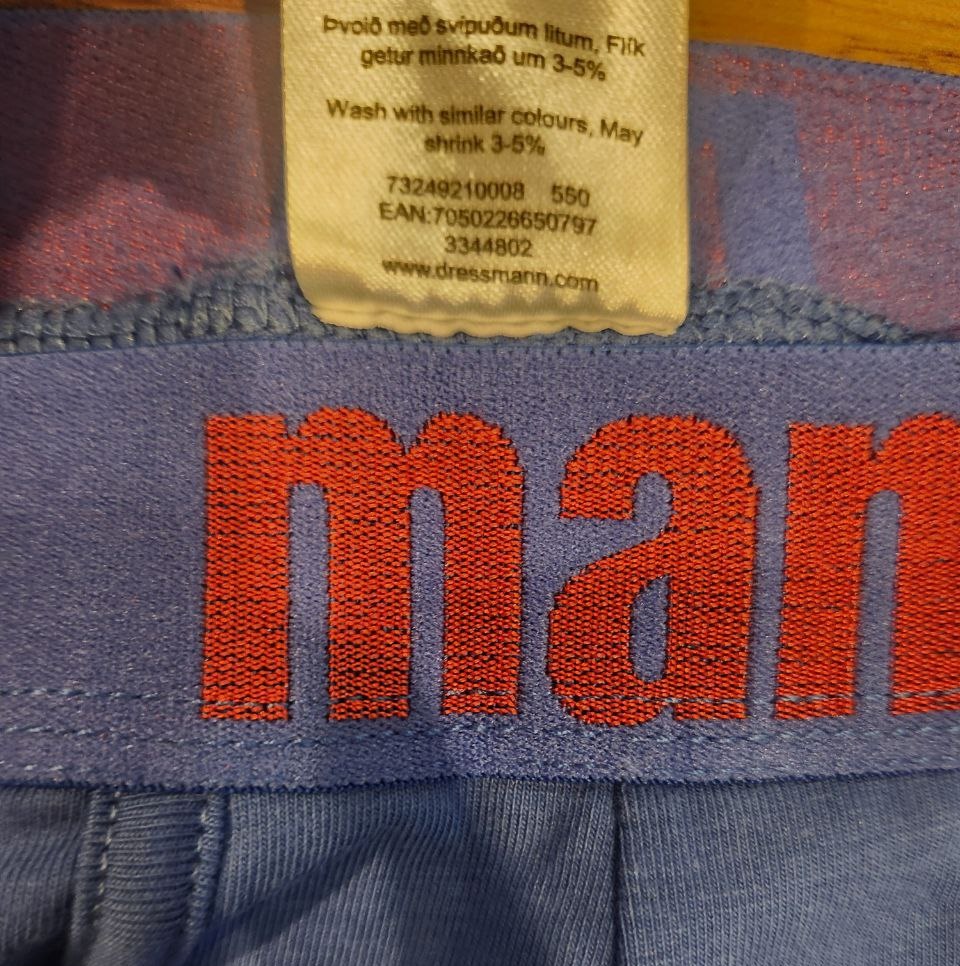 Þvoið með svipuðum litum, Flík
getur minnkað um 3-5%
Wash with similar colours, May
shrink 3-5%
73249210008 550
EAN:7050226650797
3344802
www.dressmann.com
man